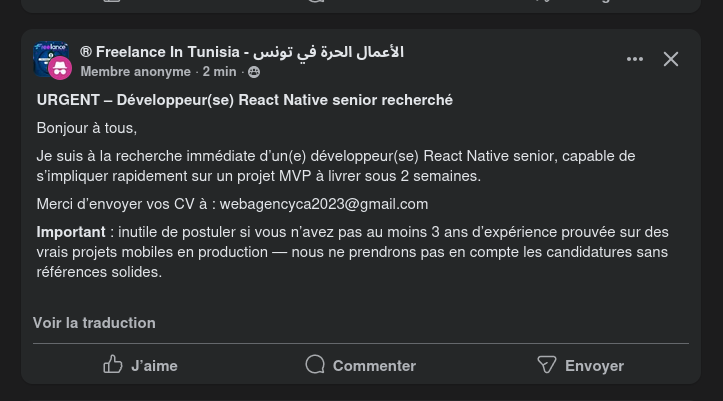 ® Freelance In Tunisia - الأعمال الحرة في تونس
Membre anonyme · 2 min ·
URGENT – Développeur(se) React Native senior recherché
Bonjour à tous,
Je suis à la recherche immédiate d’un(e) développeur(se) React Native senior, capable de
s’impliquer rapidement sur un projet MVP à livrer sous 2 semaines.
Merci d’envoyer vos CV à : webagencyca2023@gmail.com
Important : inutile de postuler si vous n’avez pas au moins 3 ans d’expérience prouvée sur des
vrais projets mobiles en production — nous ne prendrons pas en compte les candidatures sans
références solides.
Voir la traduction
J’aime
Commenter
Envoyer